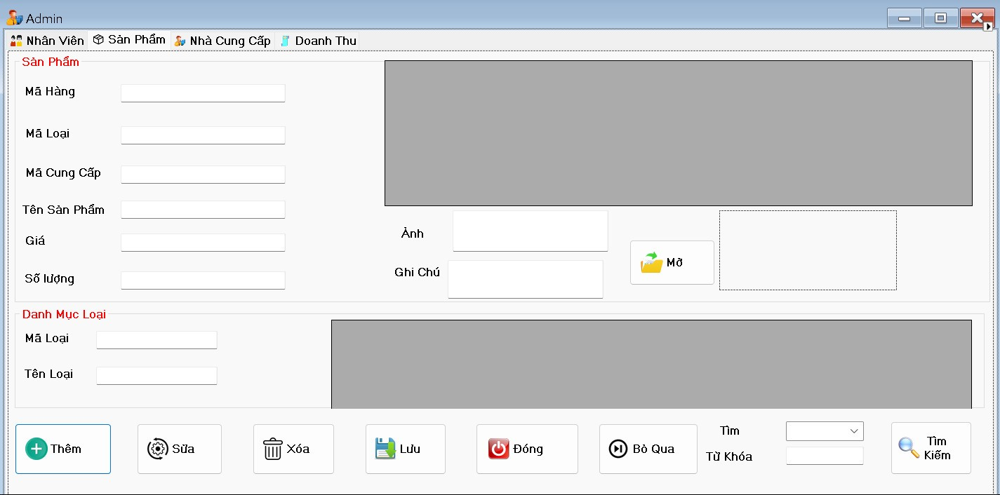 Admin
Nhân Viên Sản Phẩm Nhà Cung Cấp Doanh Thu
Sản Phẩm
Mã Hàng
Mã Loại
Mã Cung Cấp
Tên Sản Phẩm
Giá
Số lượng
Ảnh
Ghi Chú
Mở
Danh Mục Loại
Mã Loại
Tên Loại
Thêm
Sửa
Xóa
Lưu
Đóng
Bỏ Qua
Tìm
Từ Khóa
Tìm
Kiếm